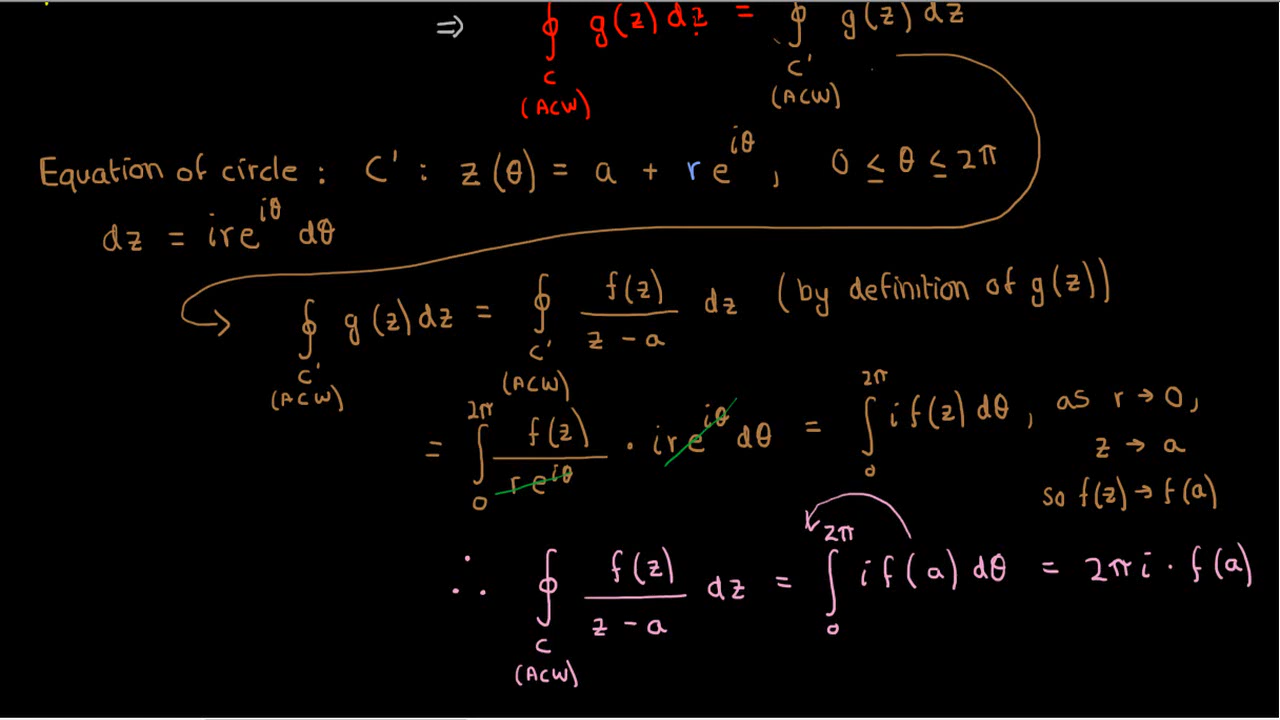 ⇒ ∮ g(z) dz = ∮ g(z) dz
C C'
(ACW) (ACW)
Equation of circle : C' : z(θ) = a + re^{iθ} , 0 ≤ θ ≤ 2π
dz = ire^{iθ} dθ
∮_{C' (ACW)} g(z) dz = ∮_{C' (ACW)} f(z)/(z - a) dz (by definition of g(z))
= ∫_0^{2π} f(z)/(re^{iθ}) · ire^{iθ} dθ = ∫_0^{2π} i f(z) dθ , as r → 0,
z → a
so f(z) → f(a)
∴ ∮_{C (ACW)} f(z)/(z - a) dz = ∫_0^{2π} i f(a) dθ = 2πi · f(a)